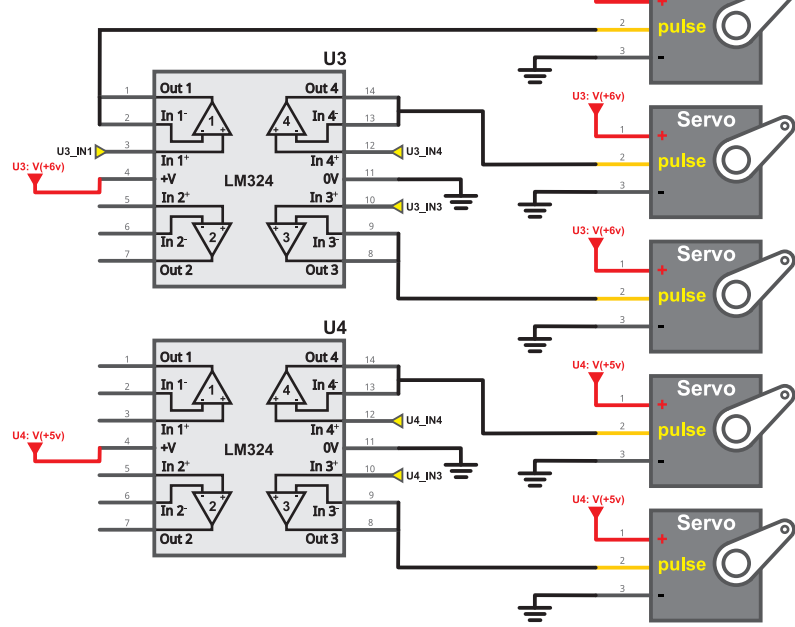 2
pulse
3
-
U3
1
Out 1
Out 4
14
2
In 1-
1
4
In 4-
13
U3_IN1
3
In 1+
In 4+
12
U3_IN4
U3: V(+6v)
4
+V
LM324
0V
11
5
In 2+
In 3+
10
U3_IN3
6
In 2-
2
3
In 3-
9
7
Out 2
Out 3
8
U3: V(+6v)
Servo
1
+
2
pulse
3
-
U3: V(+6v)
Servo
1
+
2
pulse
3
-
U4
1
Out 1
Out 4
14
2
In 1-
1
4
In 4-
13
3
In 1+
In 4+
12
U4_IN4
U4: V(+5v)
4
+V
LM324
0V
11
5
In 2+
In 3+
10
U4_IN3
6
In 2-
2
3
In 3-
9
7
Out 2
Out 3
8
U4: V(+5v)
Servo
1
+
2
pulse
3
-
U4: V(+5v)
Servo
1
+
2
pulse
3
-